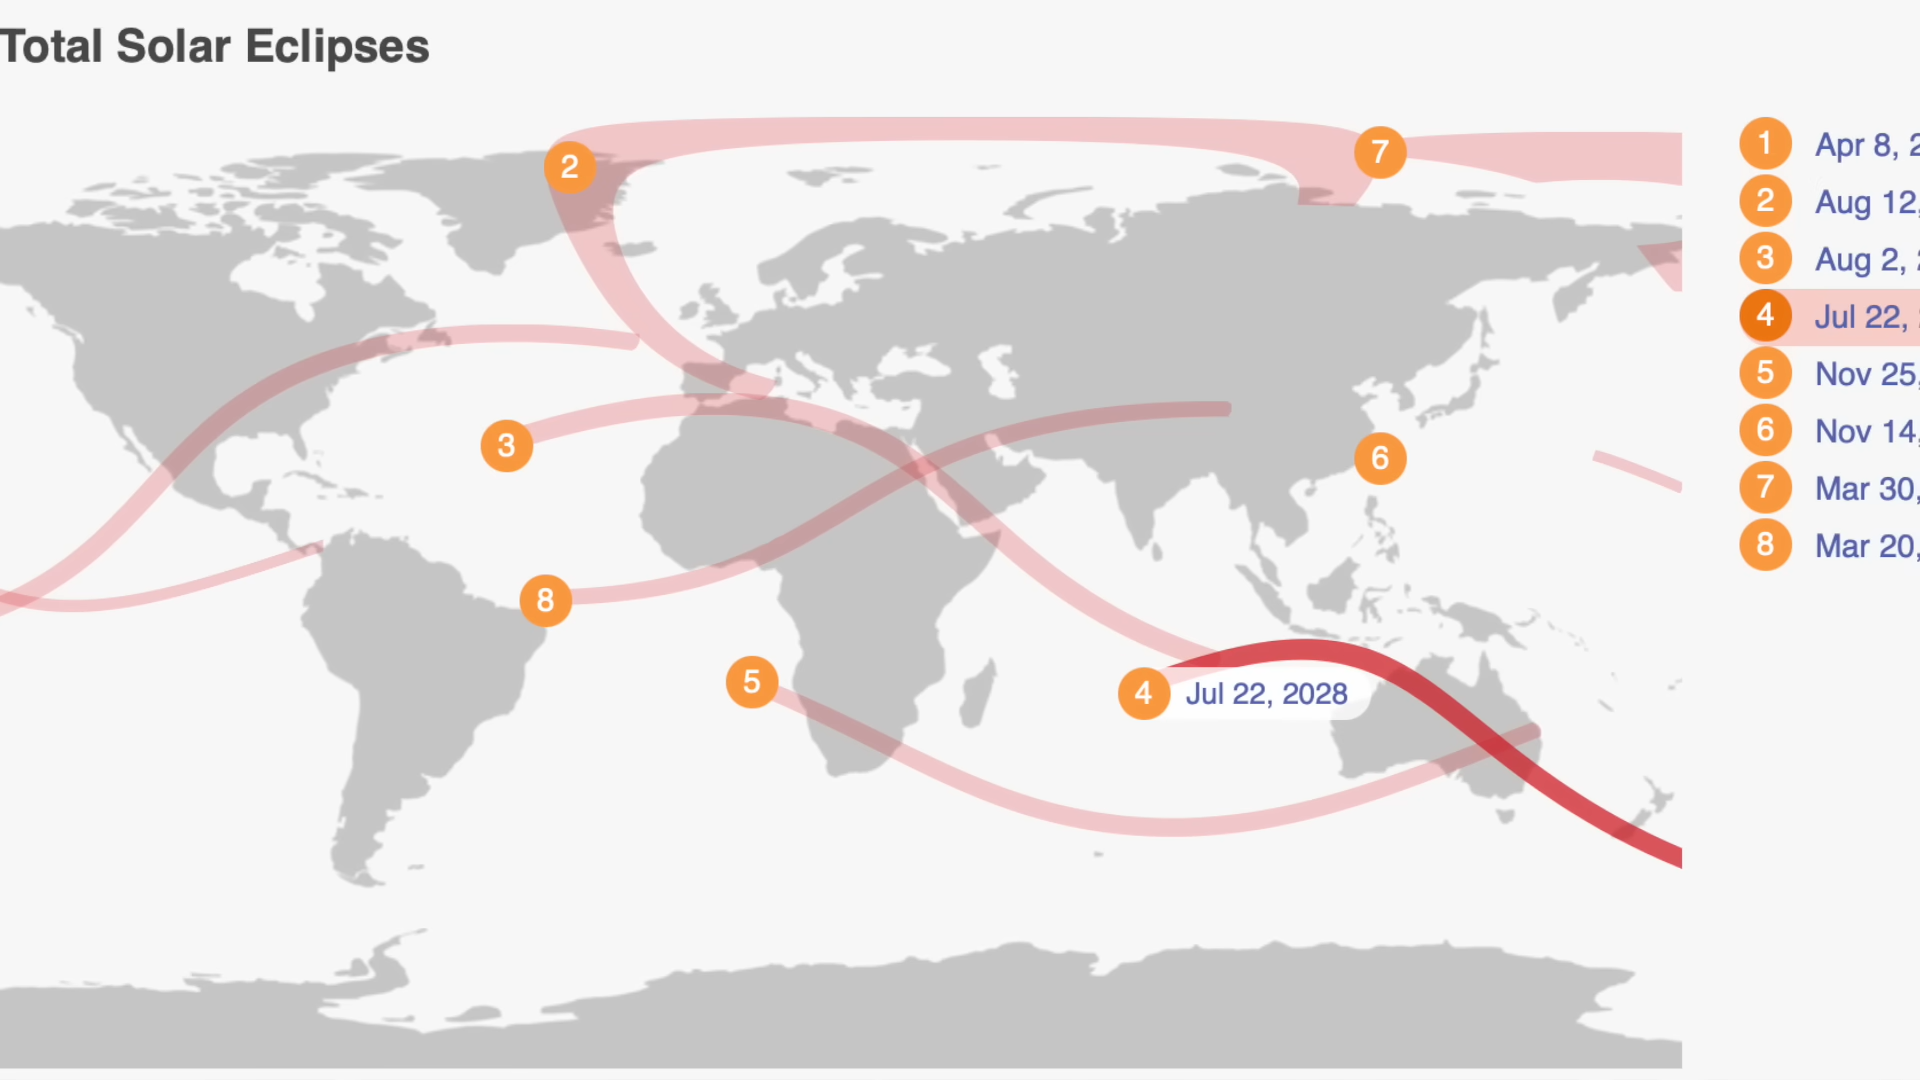 Total Solar Eclipses
1 Apr 8, 2
2 Aug 12,
3 Aug 2,
4 Jul 22,
5 Nov 25,
6 Nov 14,
7 Mar 30,
8 Mar 20,
2
7
3
6
8
5
4 Jul 22, 2028